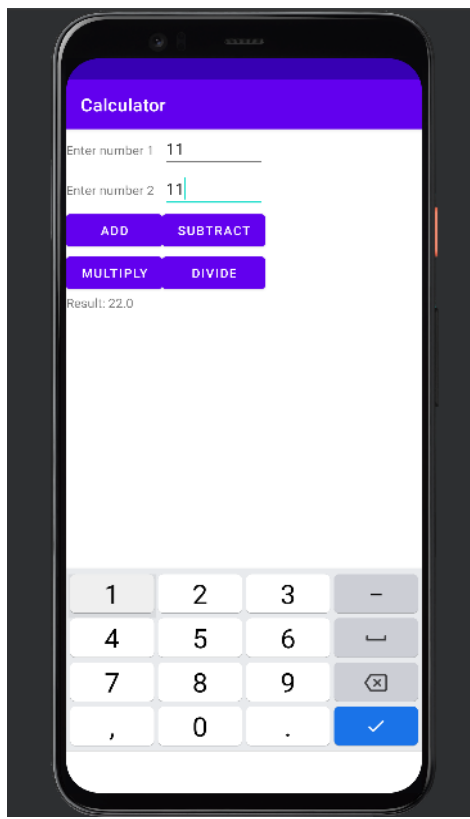 Calculator
Enter number 1 11
Enter number 2 11
ADD SUBTRACT
MULTIPLY DIVIDE
Result: 22.0
1 2 3 –
4 5 6
7 8 9
, 0 .